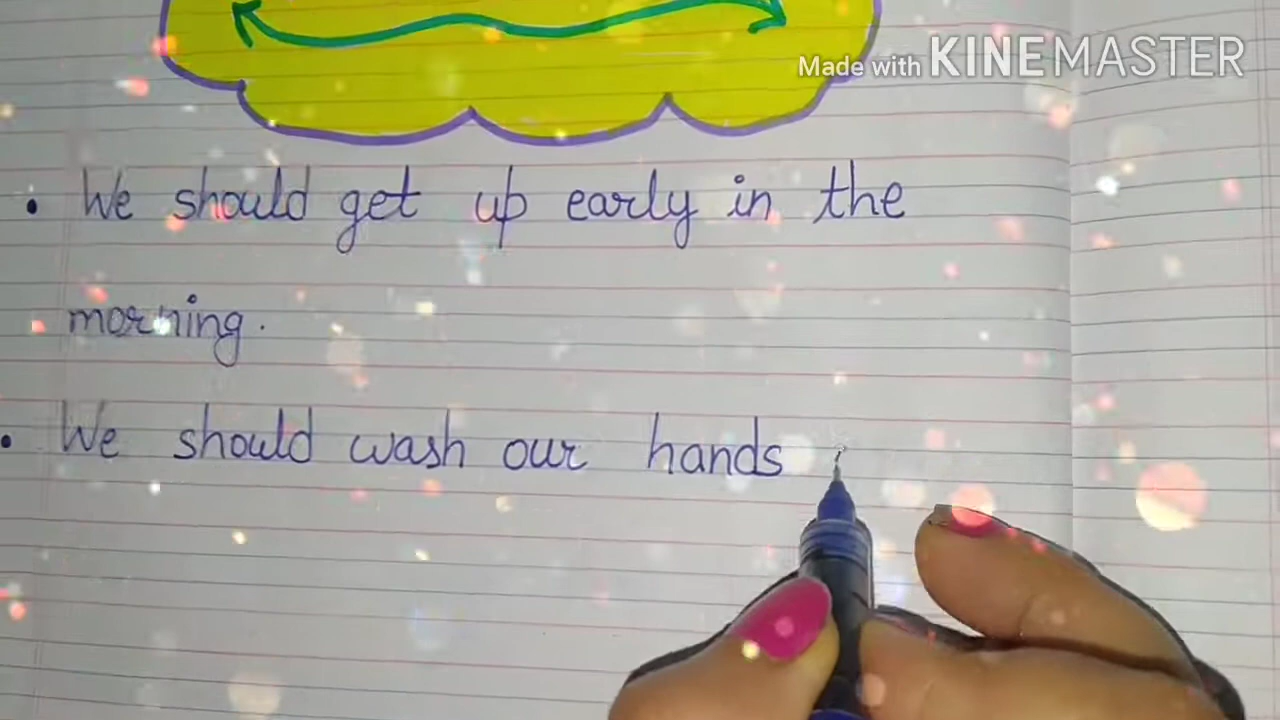 Made with KINEMASTER
• We should get up early in the
morning.
• We should wash our hands